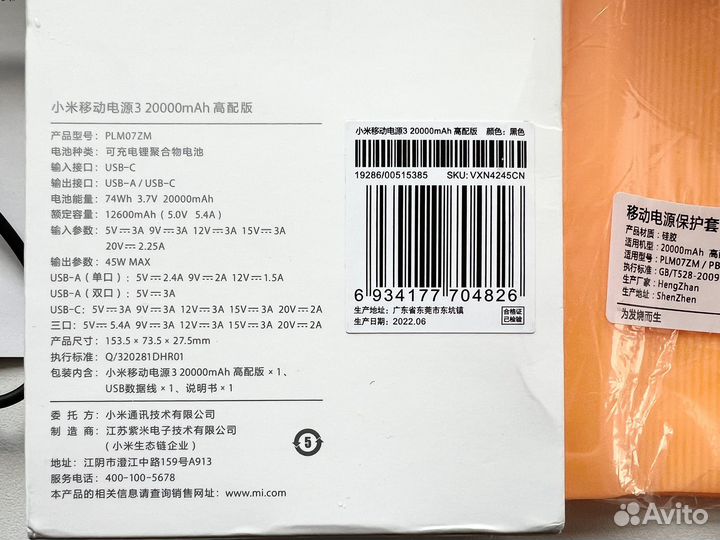 小米移动电源3 20000mAh 高配版
产品型号： PLM07ZM
电池种类： 可充电锂聚合物电池
输入接口： USB-C
输出接口： USB-A / USB-C
电池能量： 74Wh 3.7V 20000mAh
额定容量： 12600mAh （5.0V 5.4A）
输入参数： 5V⎓3A 9V⎓3A 12V⎓3A 15V⎓3A
20V⎓2.25A
输出参数： 45W MAX
USB-A（单口）：5V⎓2.4A 9V⎓2A 12V⎓1.5A
USB-A（双口）：5V⎓3A
USB-C：5V⎓3A 9V⎓3A 12V⎓3A 15V⎓3A 20V⎓2A
三口：5V⎓5.4A 9V⎓3A 12V⎓3A 15V⎓3A 20V⎓2A
产品尺寸： 153.5 × 73.5 × 27.5mm
执行标准： Q/320281DHR01
包装内含： 小米移动电源3 20000mAh 高配版 × 1、
USB数据线 × 1、说明书 × 1
委 托 方： 小米通讯技术有限公司
制 造 商： 江苏紫米电子技术有限公司
（小米生态链企业）
地址：江阴市澄江中路159号A913
服务电话： 400-100-5678
本产品的相关信息请查询销售网址：www.mi.com
5
小米移动电源3 20000mAh 高配版 颜色：黑色
19286/00515385 SKU: VXN4245CN
6 934177 704826
生产地址：广东省东莞市东坑镇
生产日期：2022.06
合格证
已检验
移动电源保护套
产品材质：硅胶
适用机型：20000mAh
适用型号：PLM07ZM / PB
执行标准：GB/T528-2009
生产厂家：HengZhan
生产地址：ShenZhen
为发烧而生
Avito